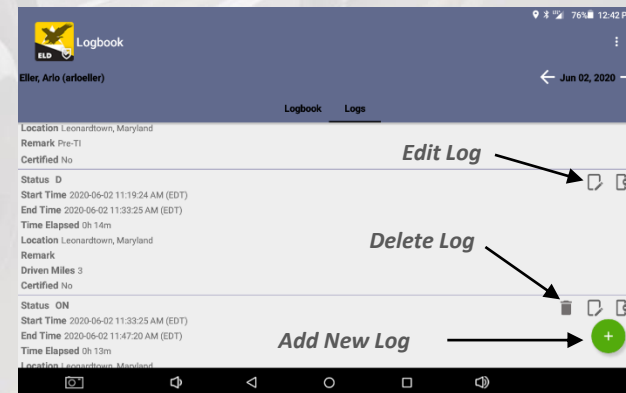 76% 12:42 P
ELD
Logbook
Eller, Arlo (arloeller)
Jun 02, 2020
Logbook Logs
Location Leonardtown, Maryland
Remark Pre-TI
Certified No
Edit Log
Status D
Start Time 2020-06-02 11:19:24 AM (EDT)
End Time 2020-06-02 11:33:25 AM (EDT)
Time Elapsed 0h 14m
Location Leonardtown, Maryland
Delete Log
Remark
Driven Miles 3
Certified No
Status ON
Start Time 2020-06-02 11:33:25 AM (EDT)
End Time 2020-06-02 11:47:20 AM (EDT)
Add New Log
Time Elapsed 0h 13m
Location Leonardtown, Maryland